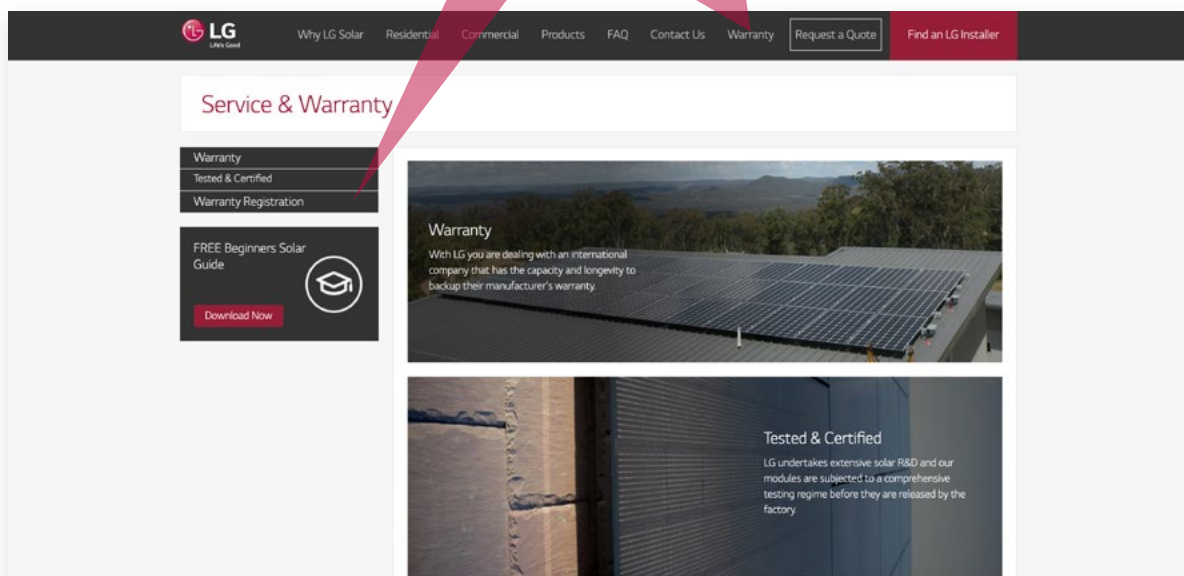 LG
Life's Good
Why LG Solar Residential Commercial Products FAQ Contact Us Warranty Request a Quote Find an LG Installer
Service & Warranty
Warranty
Tested & Certified
Warranty Registration
FREE Beginners Solar
Guide
Download Now
Warranty
With LG you are dealing with an international
company that has the capacity and longevity to
backup their manufacturer's warranty.
Tested & Certified
LG undertakes extensive solar R&D and our
modules are subjected to a comprehensive
testing regime before they are released by the
factory.